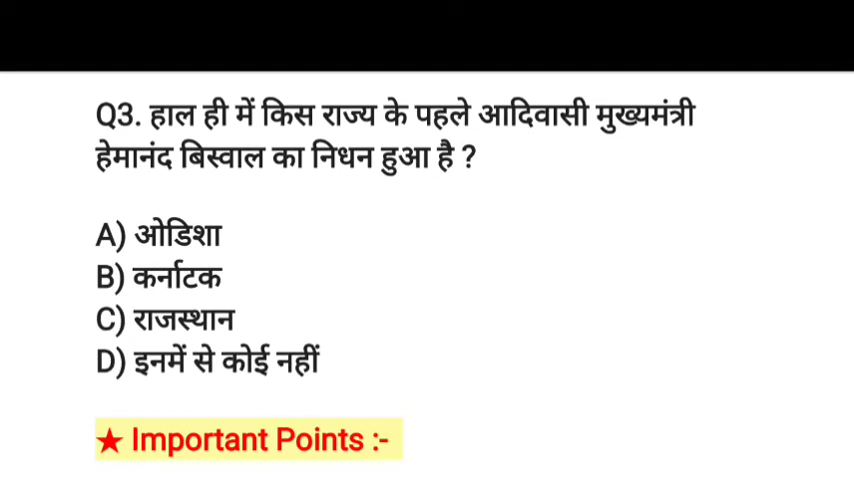 Q3. हाल ही में किस राज्य के पहले आदिवासी मुख्यमंत्री
हेमानंद बिस्वाल का निधन हुआ है ?
A) ओडिशा
B) कर्नाटक
C) राजस्थान
D) इनमें से कोई नहीं
★ Important Points :-